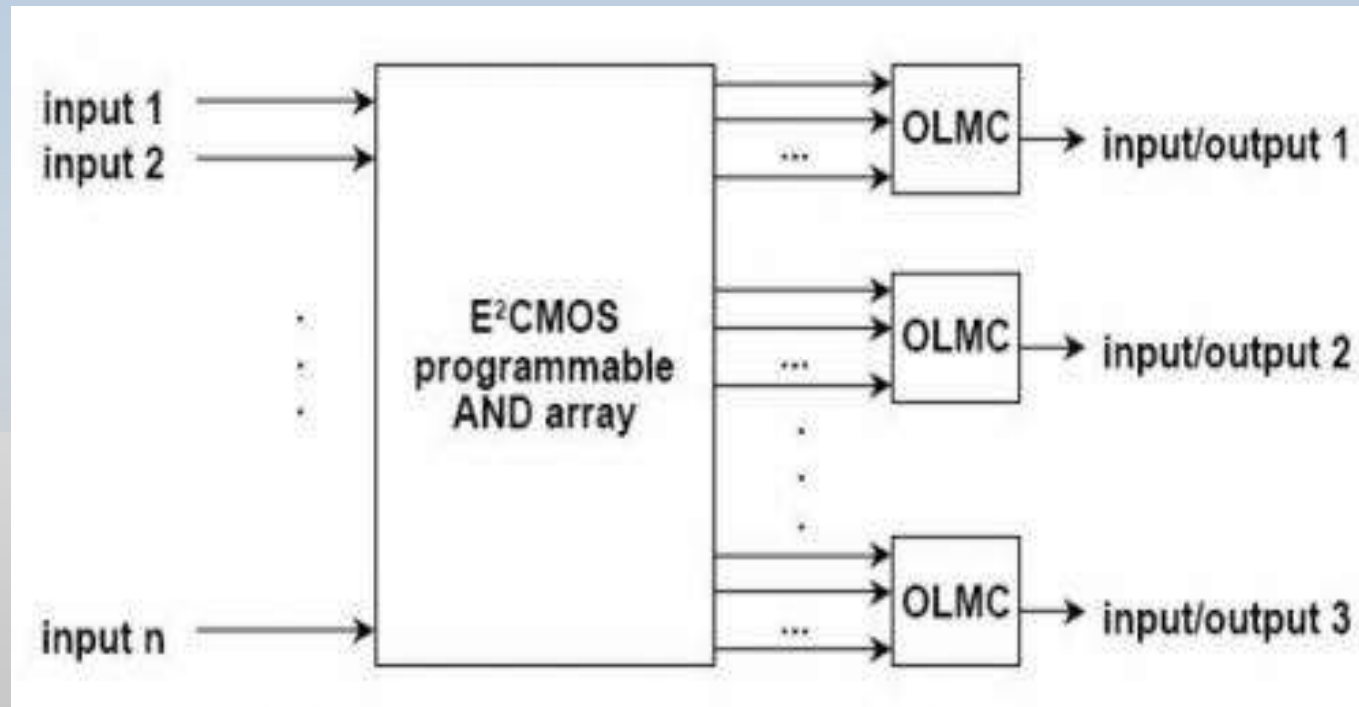 input 1
input 2
.
.
.
input n
E²CMOS
programmable
AND array
...
OLMC
input/output 1
...
OLMC
input/output 2
.
.
.
...
OLMC
input/output 3